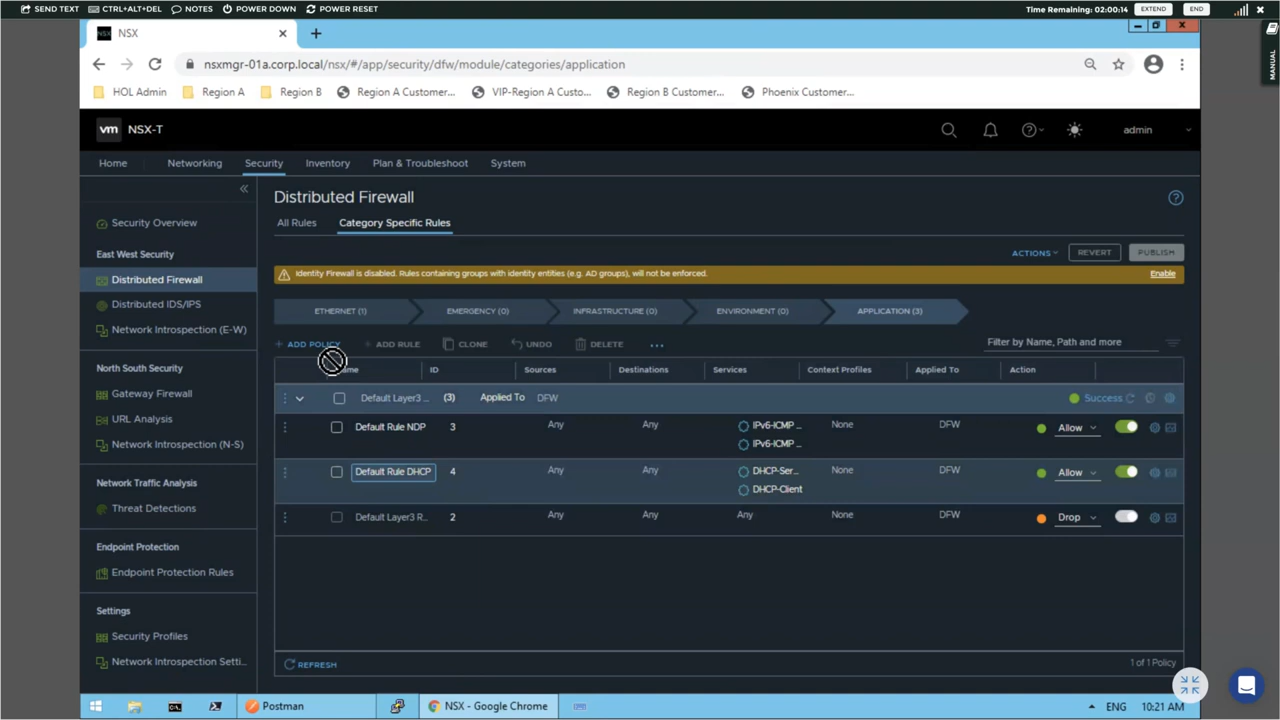 SEND TEXT CTRL+ALT+DEL NOTES POWER DOWN POWER RESET Time Remaining: 02:00:14 EXTEND END
MANUAL
NSX NSX
nsxmgr-01a.corp.local/nsx/#/app/security/dfw/module/categories/application
HOL Admin Region A Region B Region A Customer... VIP-Region A Custo... Region B Customer... Phoenix Customer...
vm NSX-T admin
Home Networking Security Inventory Plan & Troubleshoot System
Security Overview
East West Security
Distributed Firewall
Distributed IDS/IPS
Network Introspection (E-W)
North South Security
Gateway Firewall
URL Analysis
Network Introspection (N-S)
Network Traffic Analysis
Threat Detections
Endpoint Protection
Endpoint Protection Rules
Settings
Security Profiles
Network Introspection Setti...
Distributed Firewall
All Rules Category Specific Rules
ACTIONS REVERT PUBLISH
Identity Firewall is disabled. Rules containing groups with identity entities (e.g. AD groups), will not be enforced. Enable
ETHERNET (1) EMERGENCY (0) INFRASTRUCTURE (0) ENVIRONMENT (0) APPLICATION (3)
+ ADD POLICY + ADD RULE CLONE UNDO DELETE ... Filter by Name, Path and more
ID Sources Destinations Services Context Profiles Applied To Action
Default Layer3 ... (3) Applied To DFW Success
Default Rule NDP 3 Any Any IPv6-ICMP ... None DFW Allow
IPv6-ICMP ...
Default Rule DHCP 4 Any Any DHCP-Ser... None DFW Allow
DHCP-Client
Default Layer3 R... 2 Any Any Any None DFW Drop
REFRESH 1 of 1 Policy
Postman NSX - Google Chrome ENG 10:21 AM